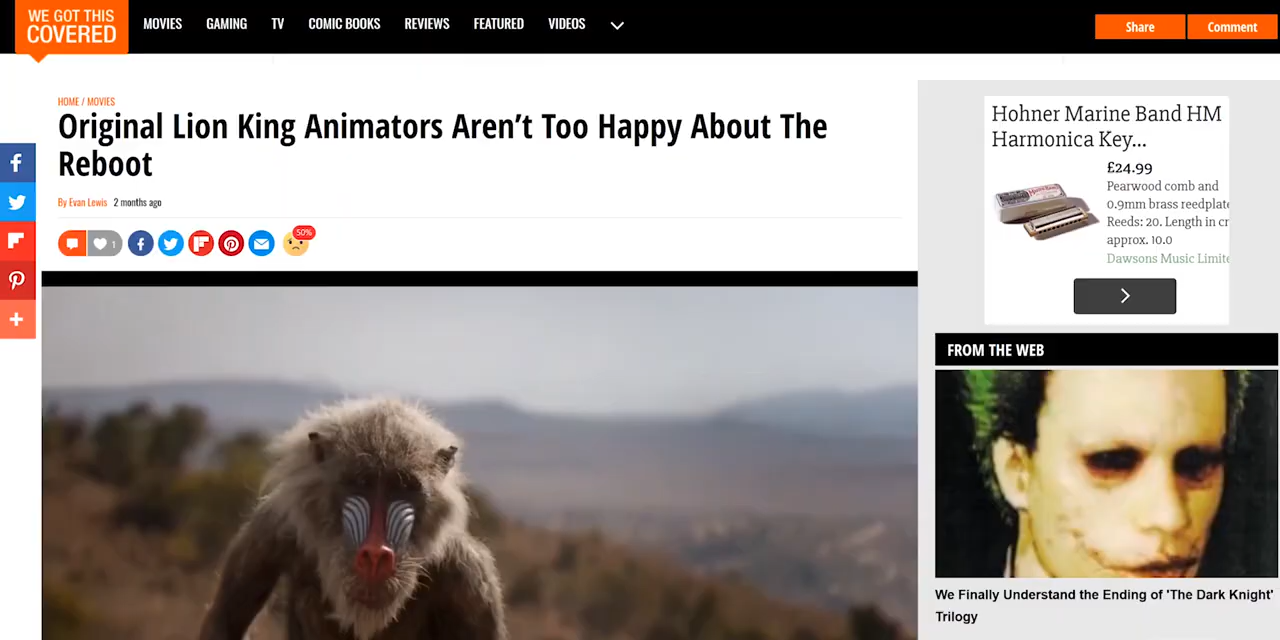 WE GOT THIS
COVERED
MOVIES GAMING TV COMIC BOOKS REVIEWS FEATURED VIDEOS
Share Comment
HOME / MOVIES
Original Lion King Animators Aren't Too Happy About The
Reboot
By Evan Lewis 2 months ago
1
50%
Hohner Marine Band HM
Harmonica Key...
£24.99
Pearwood comb and
0.9mm brass reedplate
Reeds: 20. Length in cr
approx. 10.0
Dawsons Music Limite
FROM THE WEB
We Finally Understand the Ending of 'The Dark Knight'
Trilogy